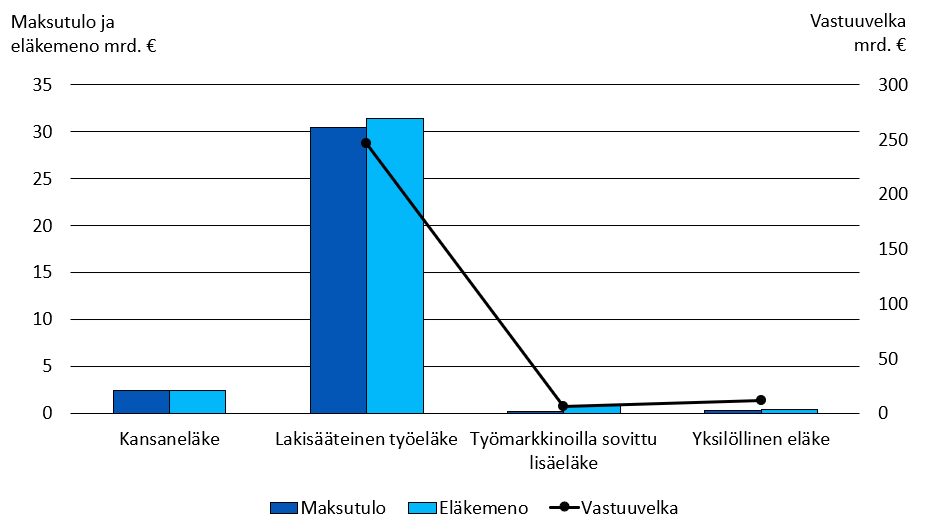 Maksutulo ja
eläkemeno mrd. €
Vastuuvelka
mrd. €
35
30
25
20
15
10
5
0
300
250
200
150
100
50
0
Kansaneläke
Lakisääteinen työeläke
Työmarkkinoilla sovittu
lisäeläke
Yksilöllinen eläke
Maksutulo
Eläkemeno
Vastuuvelka